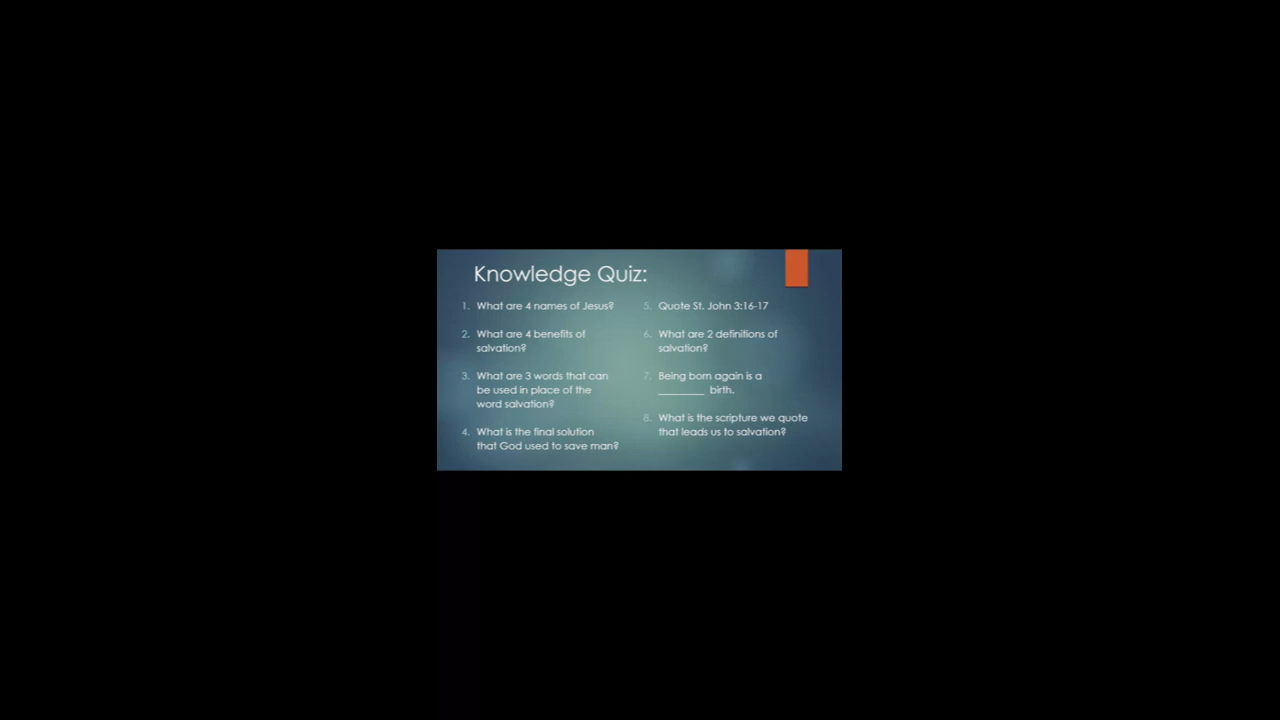 Knowledge Quiz:
1. What are 4 names of Jesus?
2. What are 4 benefits of
salvation?
3. What are 3 words that can
be used in place of the
word salvation?
4. What is the final solution
that God used to save man?
5. Quote St. John 3:16-17
6. What are 2 definitions of
salvation?
7. Being born again is a
________ birth.
8. What is the scripture we quote
that leads us to salvation?